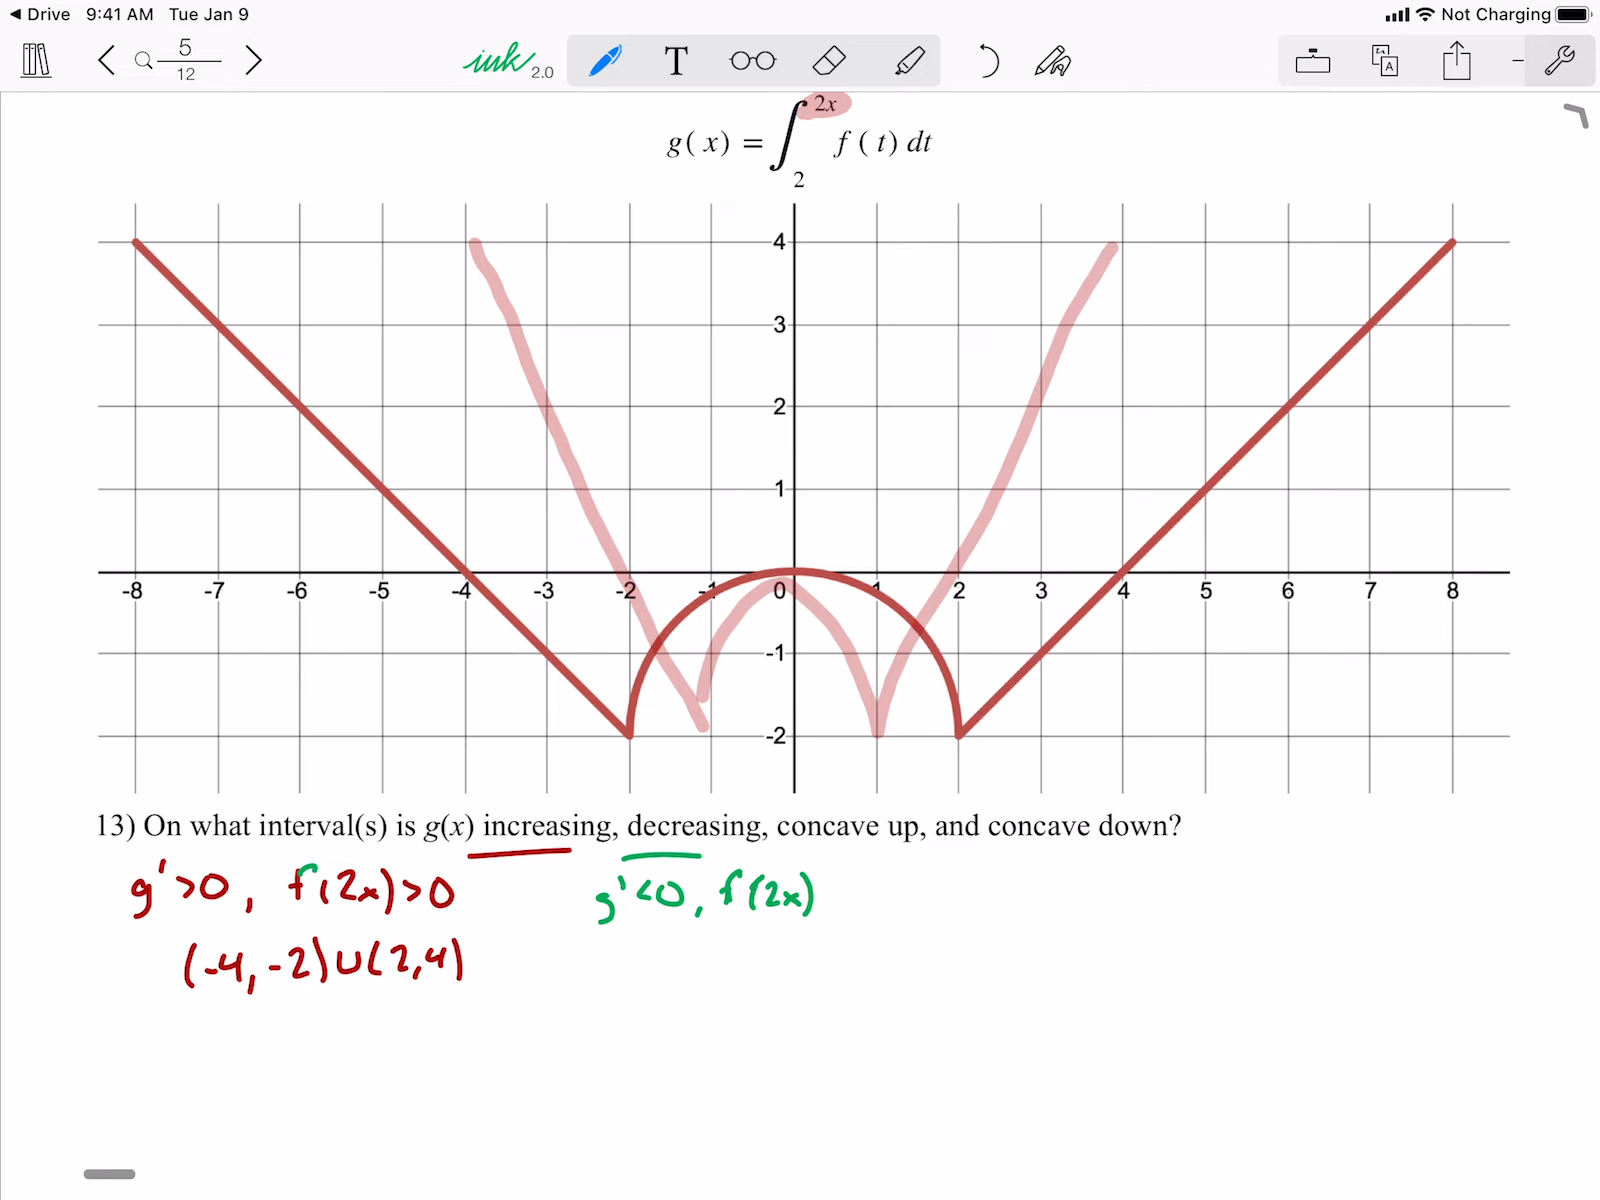 Drive 9:41 AM Tue Jan 9 Not Charging
5
12
ink 2.0 T A
g(x) = ∫ 2x 2 f(t) dt
4
3
2
1
-8 -7 -6 -5 -4 -3 -2 -1 0 1 2 3 4 5 6 7 8
-1
-2
13) On what interval(s) is g(x) increasing, decreasing, concave up, and concave down?
g'>0, f(2x)>0 g'<0, f(2x)
(-4,-2)∪(2,4)